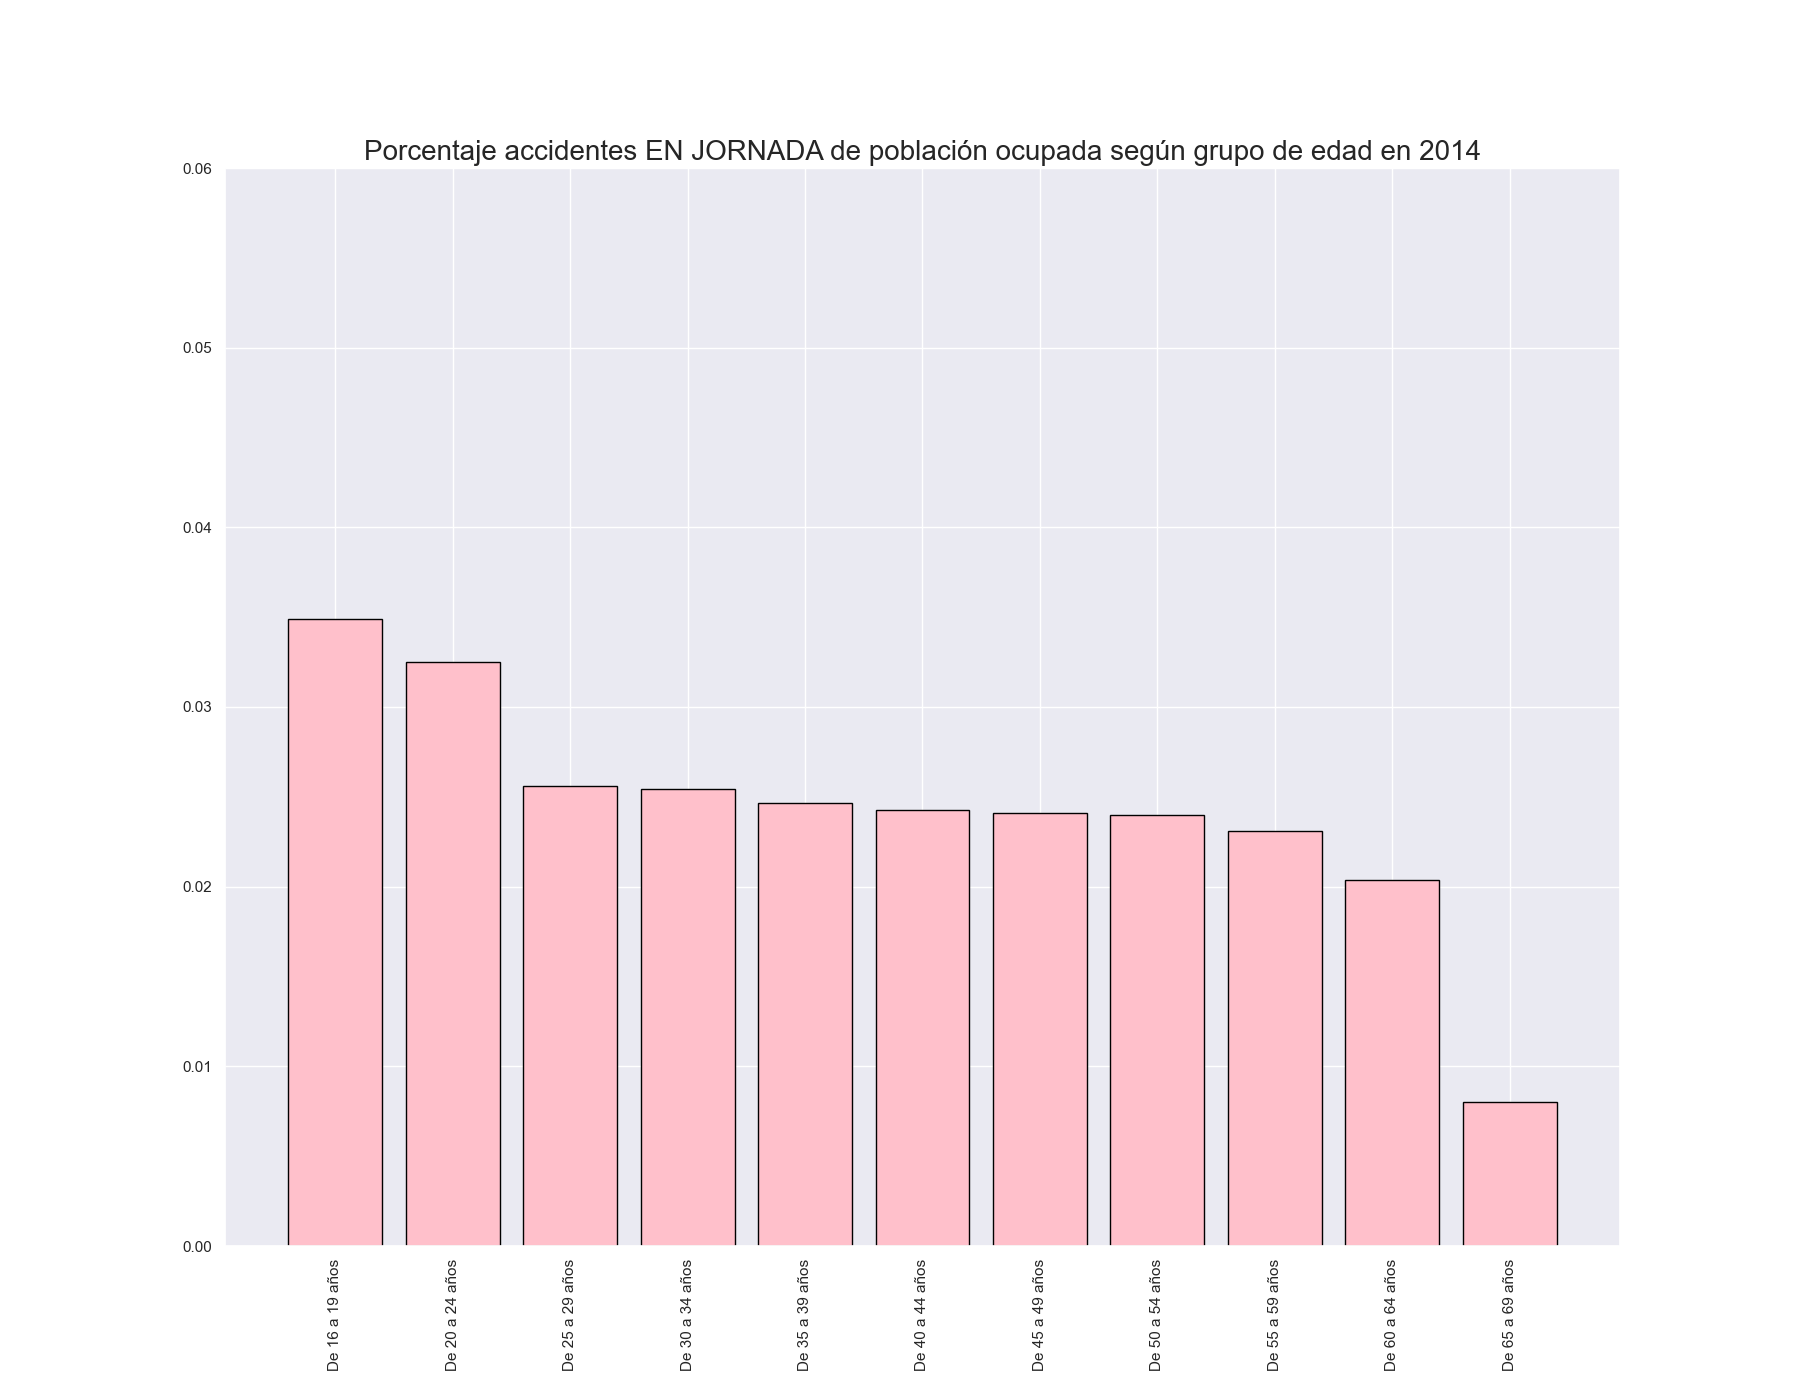 Porcentaje accidentes EN JORNADA de población ocupada según grupo de edad en 2014
0.06
0.05
0.04
0.03
0.02
0.01
0.00
De 16 a 19 años
De 20 a 24 años
De 25 a 29 años
De 30 a 34 años
De 35 a 39 años
De 40 a 44 años
De 45 a 49 años
De 50 a 54 años
De 55 a 59 años
De 60 a 64 años
De 65 a 69 años